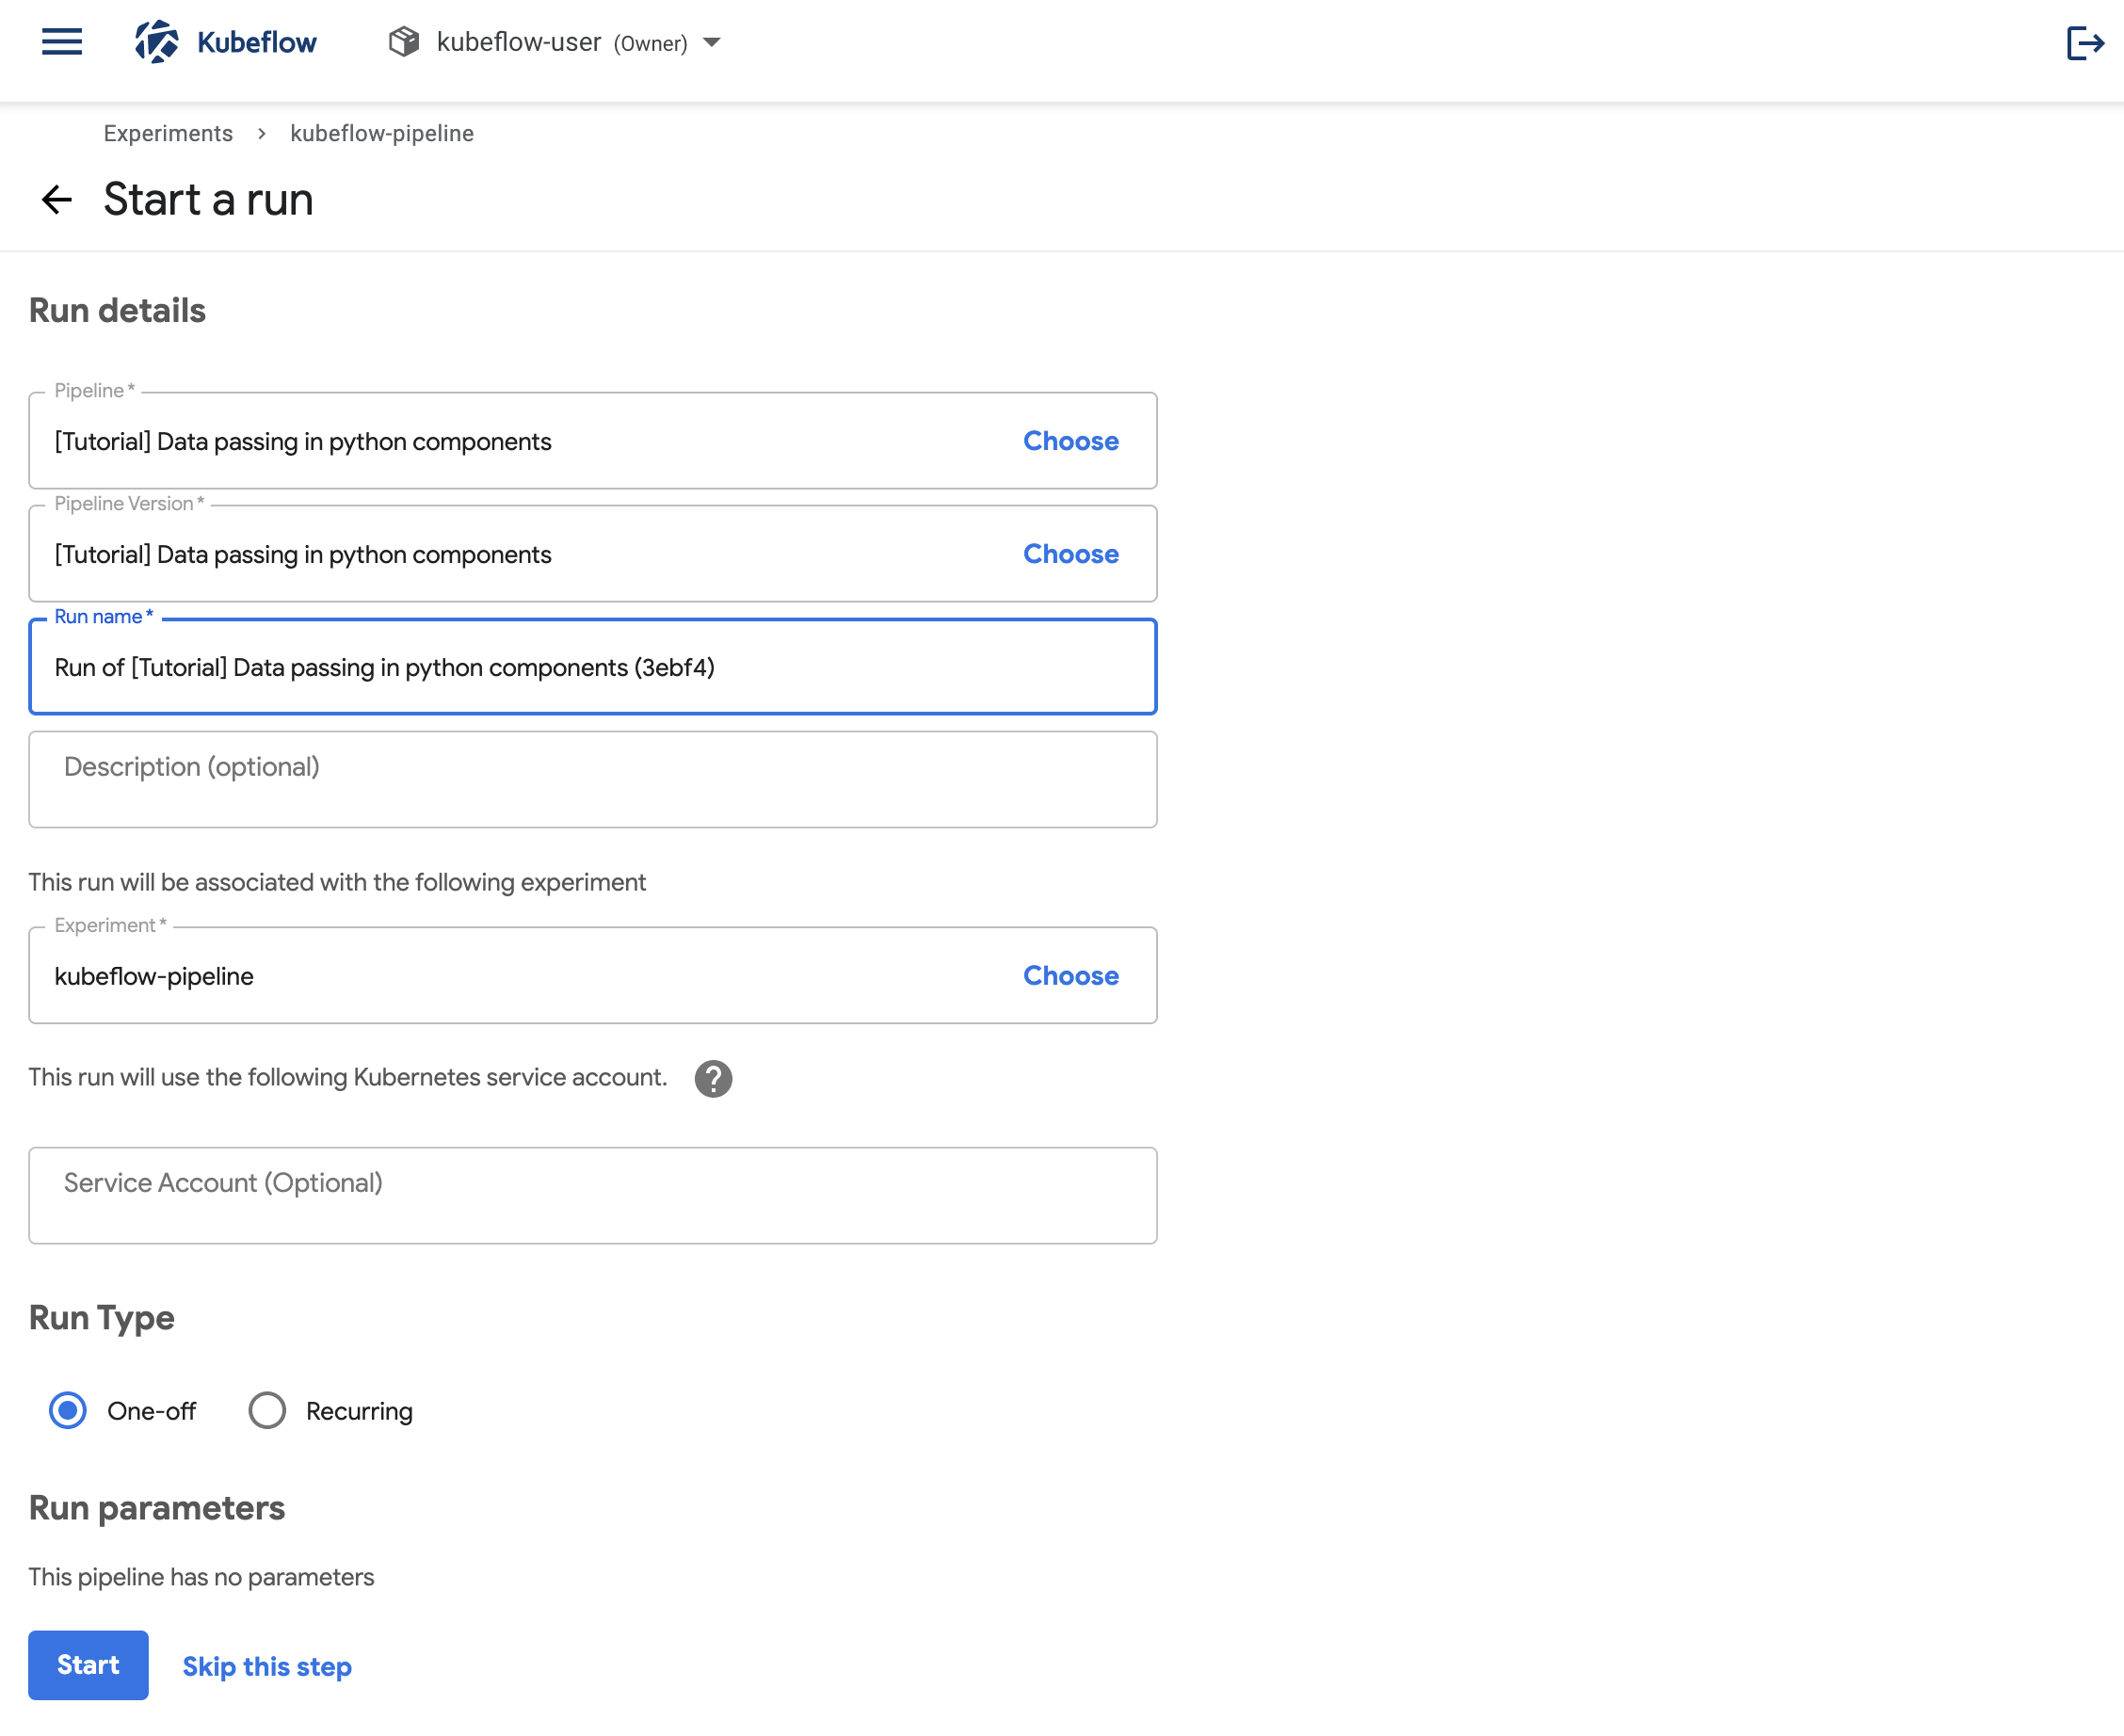 Kubeflow
kubeflow-user (Owner)
Experiments > kubeflow-pipeline
Start a run
Run details
Pipeline *
[Tutorial] Data passing in python components
Choose
Pipeline Version *
[Tutorial] Data passing in python components
Choose
Run name *
Run of [Tutorial] Data passing in python components (3ebf4)
Description (optional)
This run will be associated with the following experiment
Experiment *
kubeflow-pipeline
Choose
This run will use the following Kubernetes service account. ?
Service Account (Optional)
Run Type
One-off Recurring
Run parameters
This pipeline has no parameters
Start Skip this step